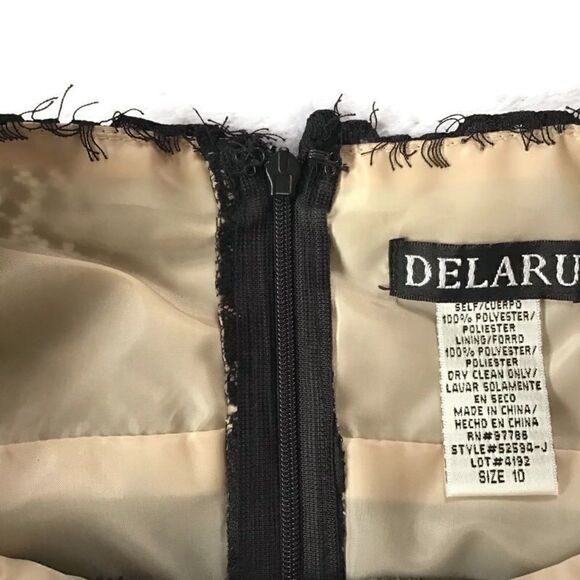 DELARU
SELF/CUERPO
100% POLYESTER/
POLIESTER
LINING/FORRO
100% POLYESTER/
POLIESTER
DRY CLEAN ONLY/
LAVAR SOLAMENTE
EN SECO
MADE IN CHINA/
HECHO EN CHINA
RN#97786
STYLE#52594-J
LOT#4192
SIZE 10